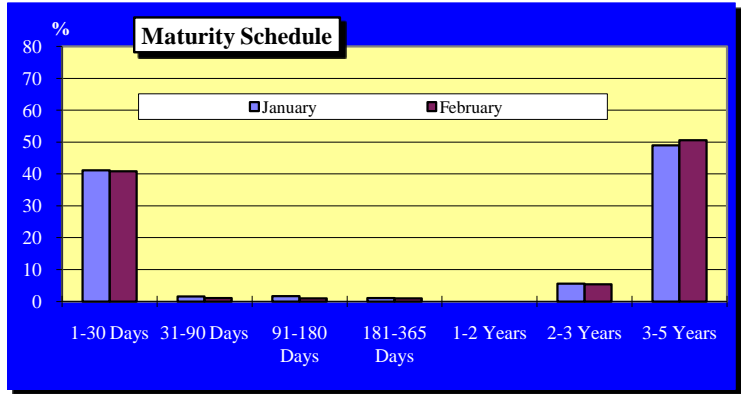 %
Maturity Schedule
80
70
60
50
40
30
20
10
0
January
February
1-30 Days
31-90 Days
91-180
Days
181-365
Days
1-2 Years
2-3 Years
3-5 Years